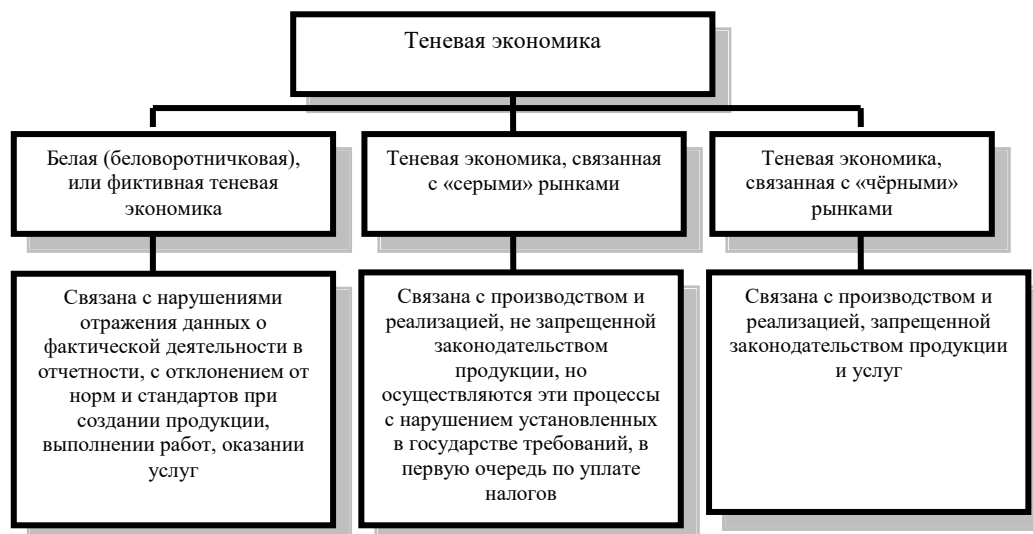 Теневая экономика
Белая (беловоротничковая),
или фиктивная теневая
экономика
Теневая экономика, связанная
с «серыми» рынками
Теневая экономика,
связанная с «чёрными»
рынками
Связана с нарушениями
отражения данных о
фактической деятельности в
отчетности, с отклонением от
норм и стандартов при
создании продукции,
выполнении работ, оказании
услуг
Связана с производством и
реализацией, не запрещенной
законодательством
продукции, но
осуществляются эти процессы
с нарушением установленных
в государстве требований, в
первую очередь по уплате
налогов
Связана с производством и
реализацией, запрещенной
законодательством продукции
и услуг